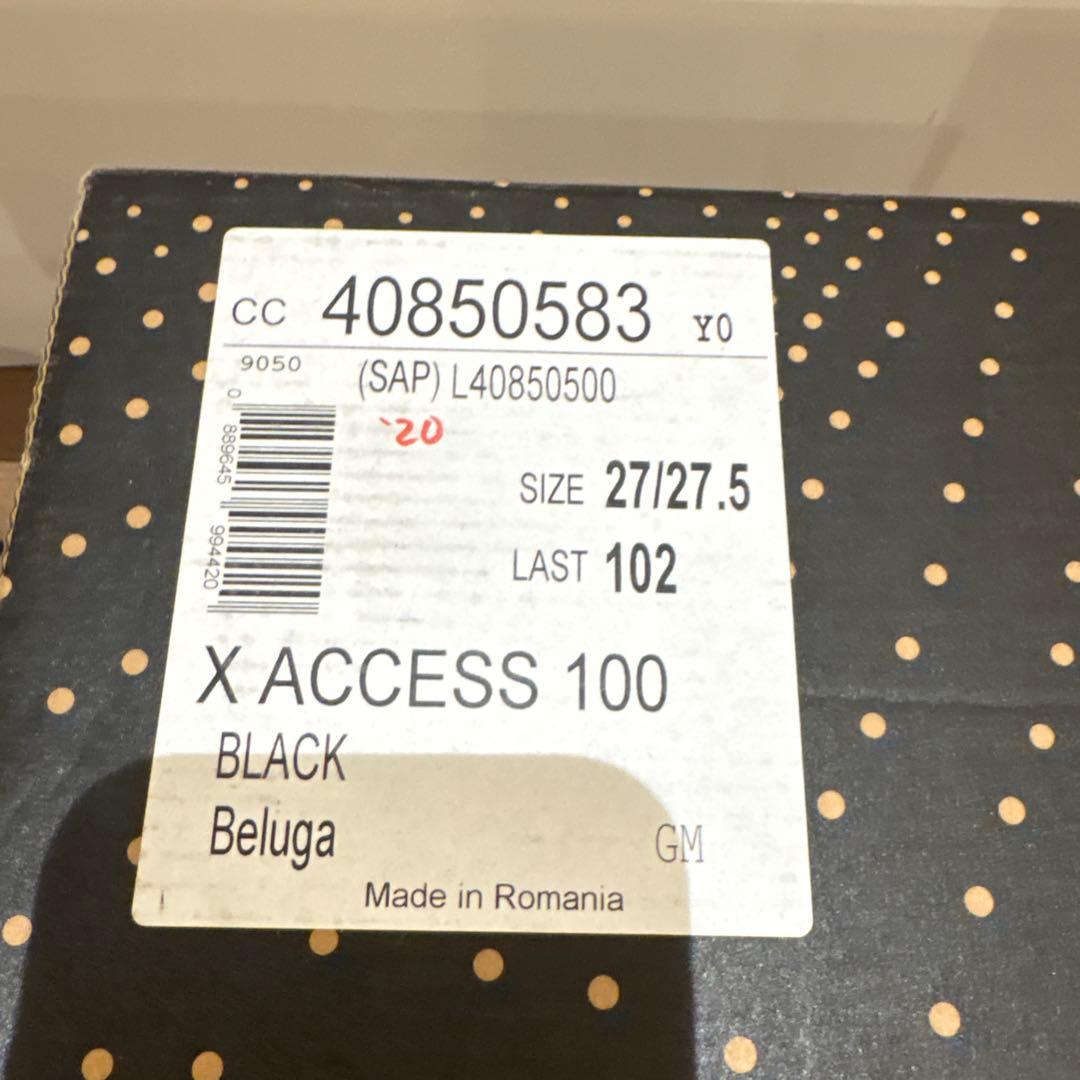 CC 40850583 Y0
9050 (SAP) L40850500
'20
0 889645 994420
SIZE 27/27.5
LAST 102
X ACCESS 100
BLACK
Beluga
GM
Made in Romania